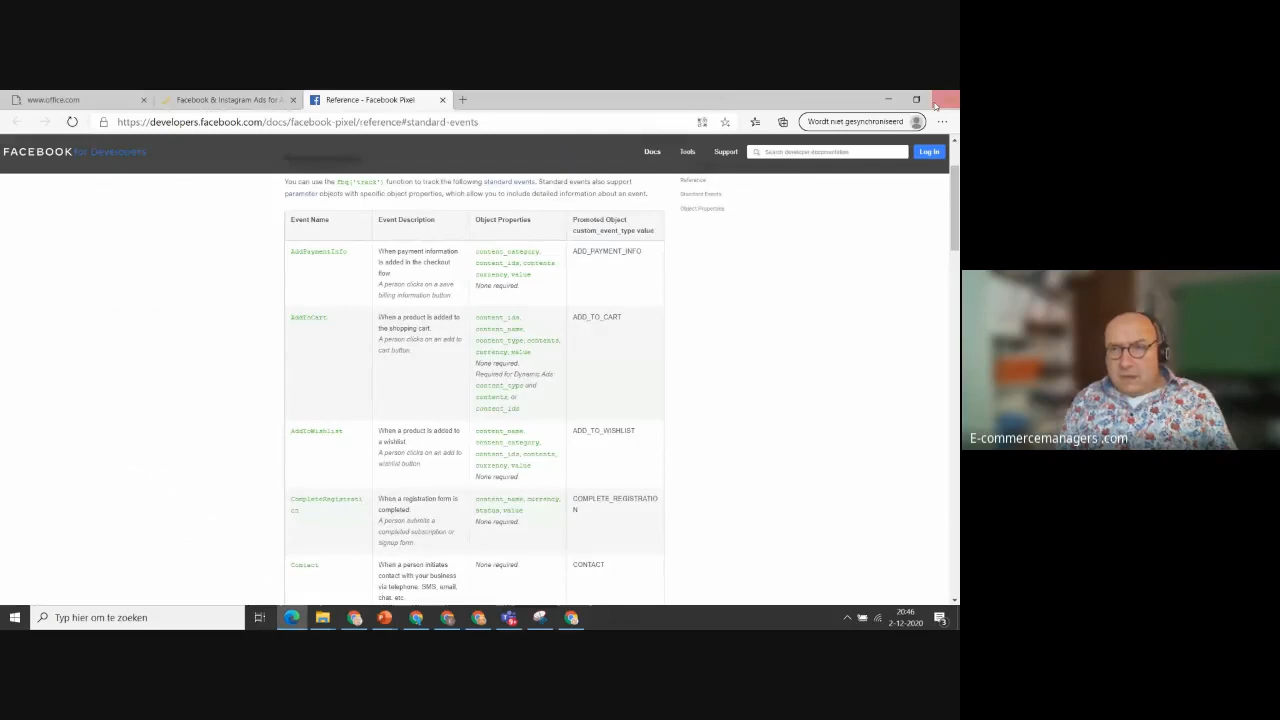 www.office.com
Facebook & Instagram Ads for A
Reference - Facebook Pixel
https://developers.facebook.com/docs/facebook-pixel/reference#standard-events
Wordt niet gesynchroniseerd
FACEBOOK for Developers
Docs
Tools
Support
Search developer documentation
Log In
You can use the fbq('track') function to track the following standard events. Standard events also support
parameter objects with specific object properties, which allow you to include detailed information about an event.
Reference
Standard Events
Object Properties
Event Name
Event Description
Object Properties
Promoted Object
custom_event_type value
AddPaymentInfo
When payment information
is added in the checkout
flow
A person clicks on a save
billing information button
content_category,
content_ids, contents
currency, value
None required.
ADD_PAYMENT_INFO
AddToCart
When a product is added to
the shopping cart.
A person clicks on an add to
cart button.
content_ids,
content_name,
content_type, contents,
currency, value
None required.
Required for Dynamic Ads:
content_type and
contents, or
content_ids
ADD_TO_CART
AddToWishlist
When a product is added to
a wishlist
A person clicks on an add to
wishlist button
content_name,
content_category,
content_ids, contents,
currency, value
None required
ADD_TO_WISHLIST
CompleteRegistrati
on
When a registration form is
completed
A person submits a
completed subscription or
signup form.
content_name, currency,
status, value
None required
COMPLETE_REGISTRATIO
N
Contact
When a person initiates
contact with your business
via telephone, SMS, email,
chat, etc.
None required
CONTACT
E-commercemanagers .com
Typ hier om te zoeken
20:46
2-12-2020
3